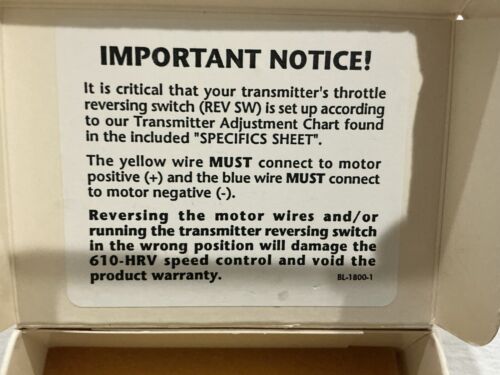 IMPORTANT NOTICE!
It is critical that your transmitter's throttle
reversing switch (REV SW) is set up according
to our Transmitter Adjustment Chart found
in the included "SPECIFICS SHEET".
The yellow wire MUST connect to motor
positive (+) and the blue wire MUST connect
to motor negative (-).
Reversing the motor wires and/or
running the transmitter reversing switch
in the wrong position will damage the
610-HRV speed control and void the
product warranty.
BL-1800-1